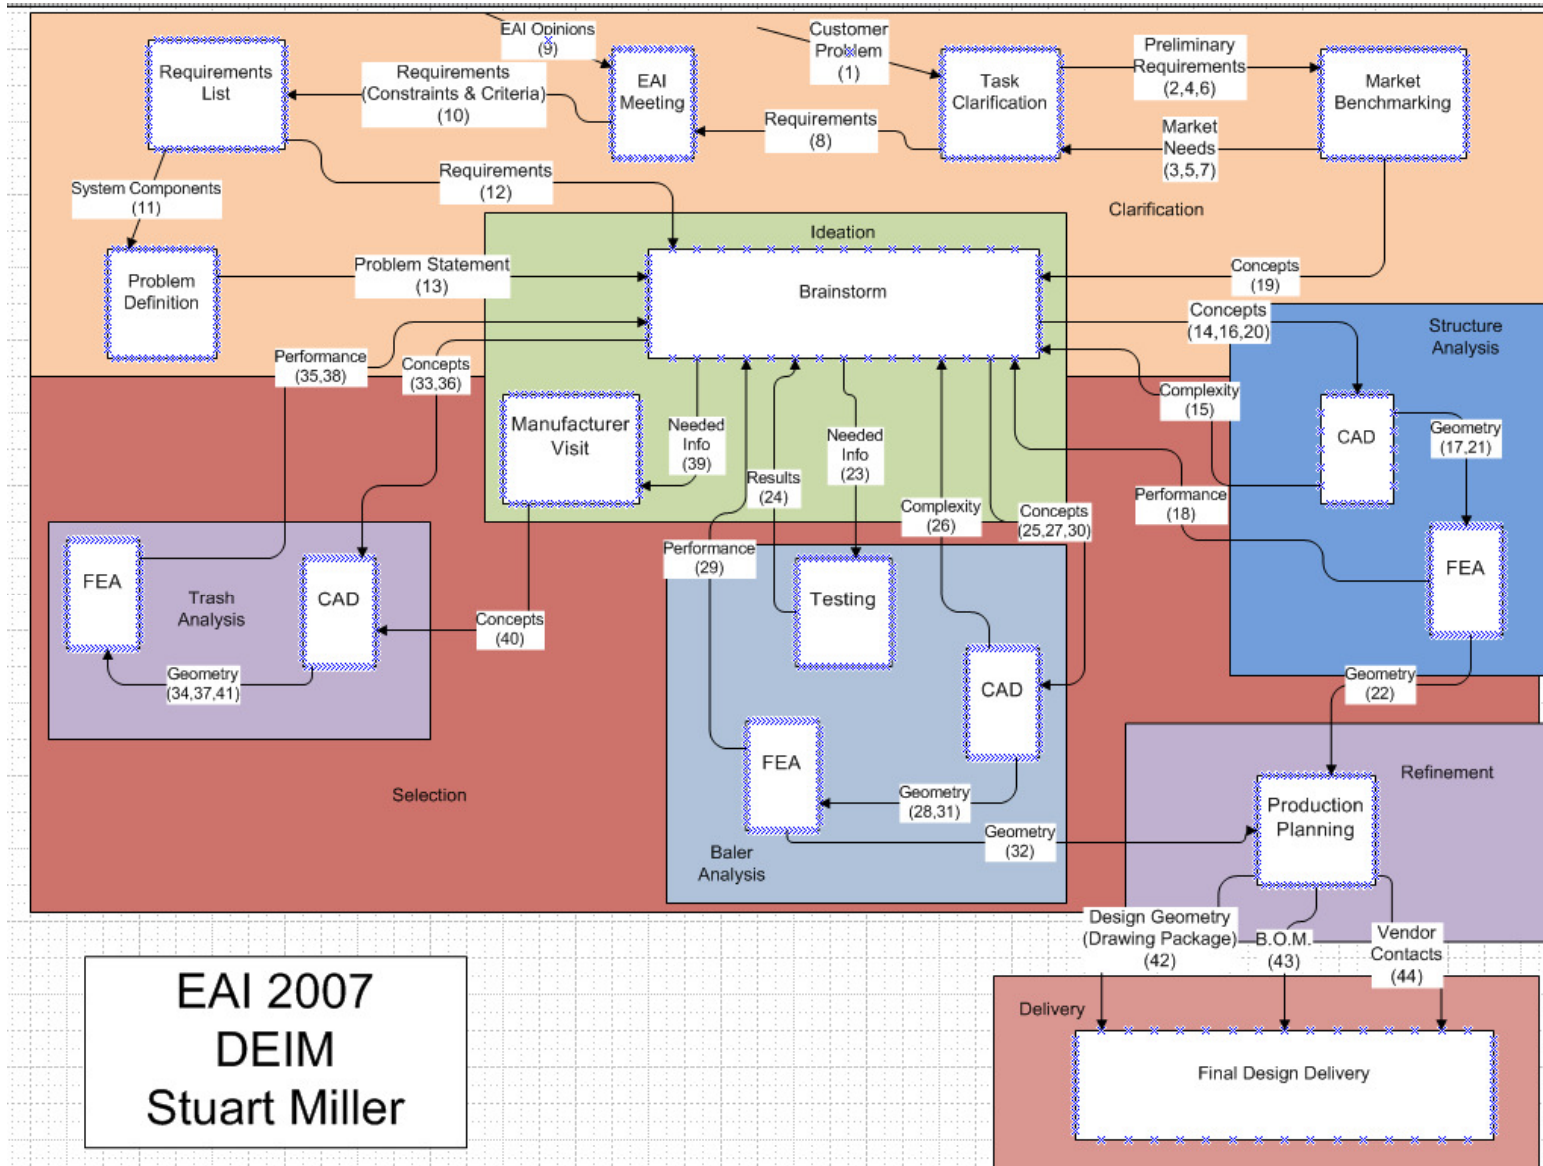 EAI Opinions
(9)
Customer
Problem
(1)
Preliminary
Requirements
(2,4,6)
Requirements
List
Requirements
(Constraints & Criteria)
(10)
EAI
Meeting
Task
Clarification
Market
Benchmarking
Requirements
(8)
Market
Needs
(3,5,7)
System Components
(11)
Requirements
(12)
Clarification
Ideation
Problem
Definition
Problem Statement
(13)
Brainstorm
Concepts
(19)
Concepts
(14,16,20)
Structure
Analysis
Performance
(35,38)
Concepts
(33,36)
Complexity
(15)
Manufacturer
Visit
Needed
Info
(39)
Needed
Info
(23)
CAD
Geometry
(17,21)
Results
(24)
Performance
(18)
Complexity
(26)
Concepts
(25,27,30)
Performance
(29)
FEA
FEA
Trash
Analysis
CAD
Testing
Concepts
(40)
Geometry
(34,37,41)
CAD
Geometry
(22)
FEA
Refinement
Selection
Geometry
(28,31)
Production
Planning
Geometry
(32)
Baler
Analysis
Design Geometry
(Drawing Package)
(42)
B.O.M.
(43)
Vendor
Contacts
(44)
EAI 2007
DEIM
Stuart Miller
Delivery
Final Design Delivery